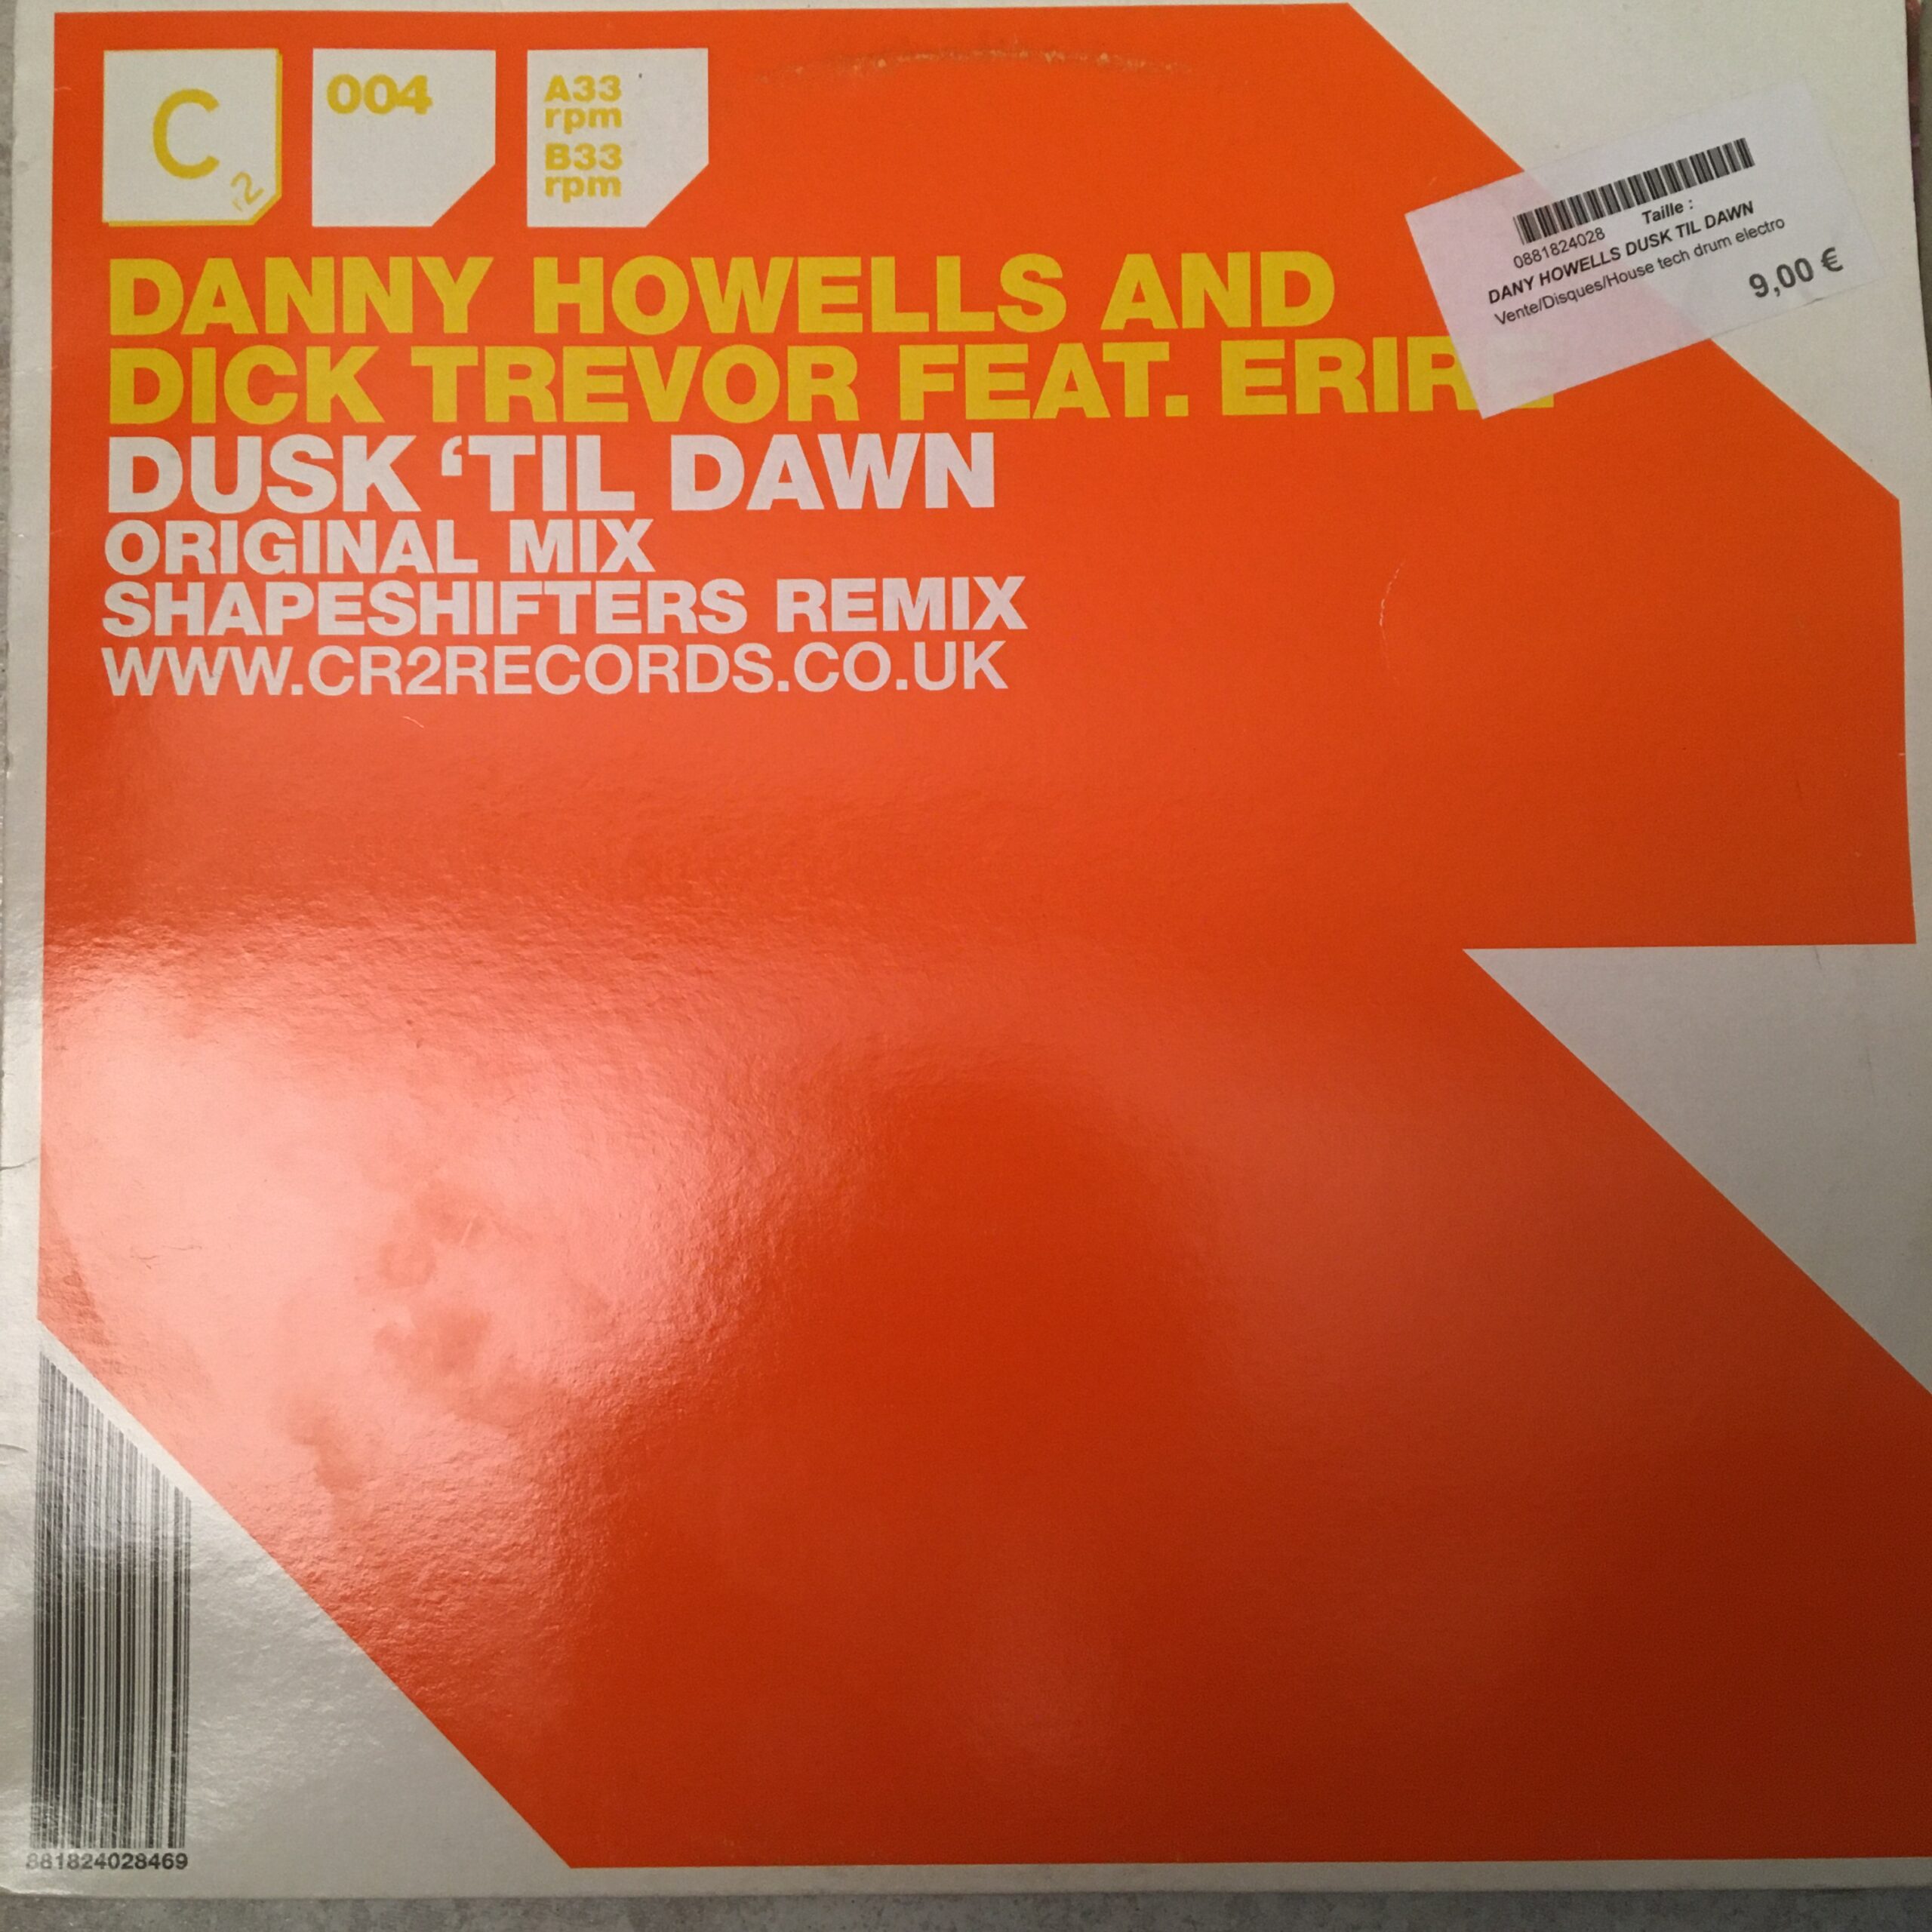 C
r2
004
A33
rpm
B33
rpm
DANNY HOWELLS AND
DICK TREVOR FEAT.
DUSK ‘TIL DAWN
ORIGINAL MIX
SHAPESHIFTERS REMIX
WWW.CR2RECORDS.CO.UK
Taille :
0881824028
DANY HOWELLS DUSK TIL DAWN
Vente/Disques/House tech drum electro
9,00 €
881824028469